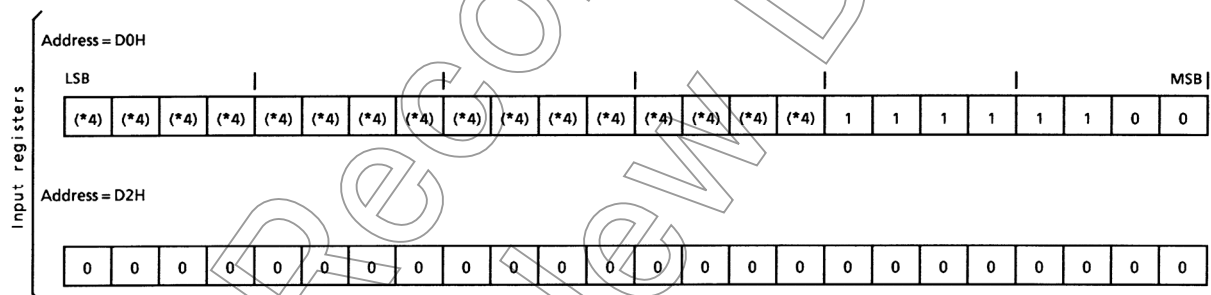 Input registers
Address = D0H
LSB MSB
(*4) (*4) (*4) (*4) (*4) (*4) (*4) (*4) (*4) (*4) (*4) (*4) (*4) (*4) (*4) (*4) 1 1 1 1 1 1 0 0
Address = D2H
0 0 0 0 0 0 0 0 0 0 0 0 0 0 0 0 0 0 0 0 0 0 0 0